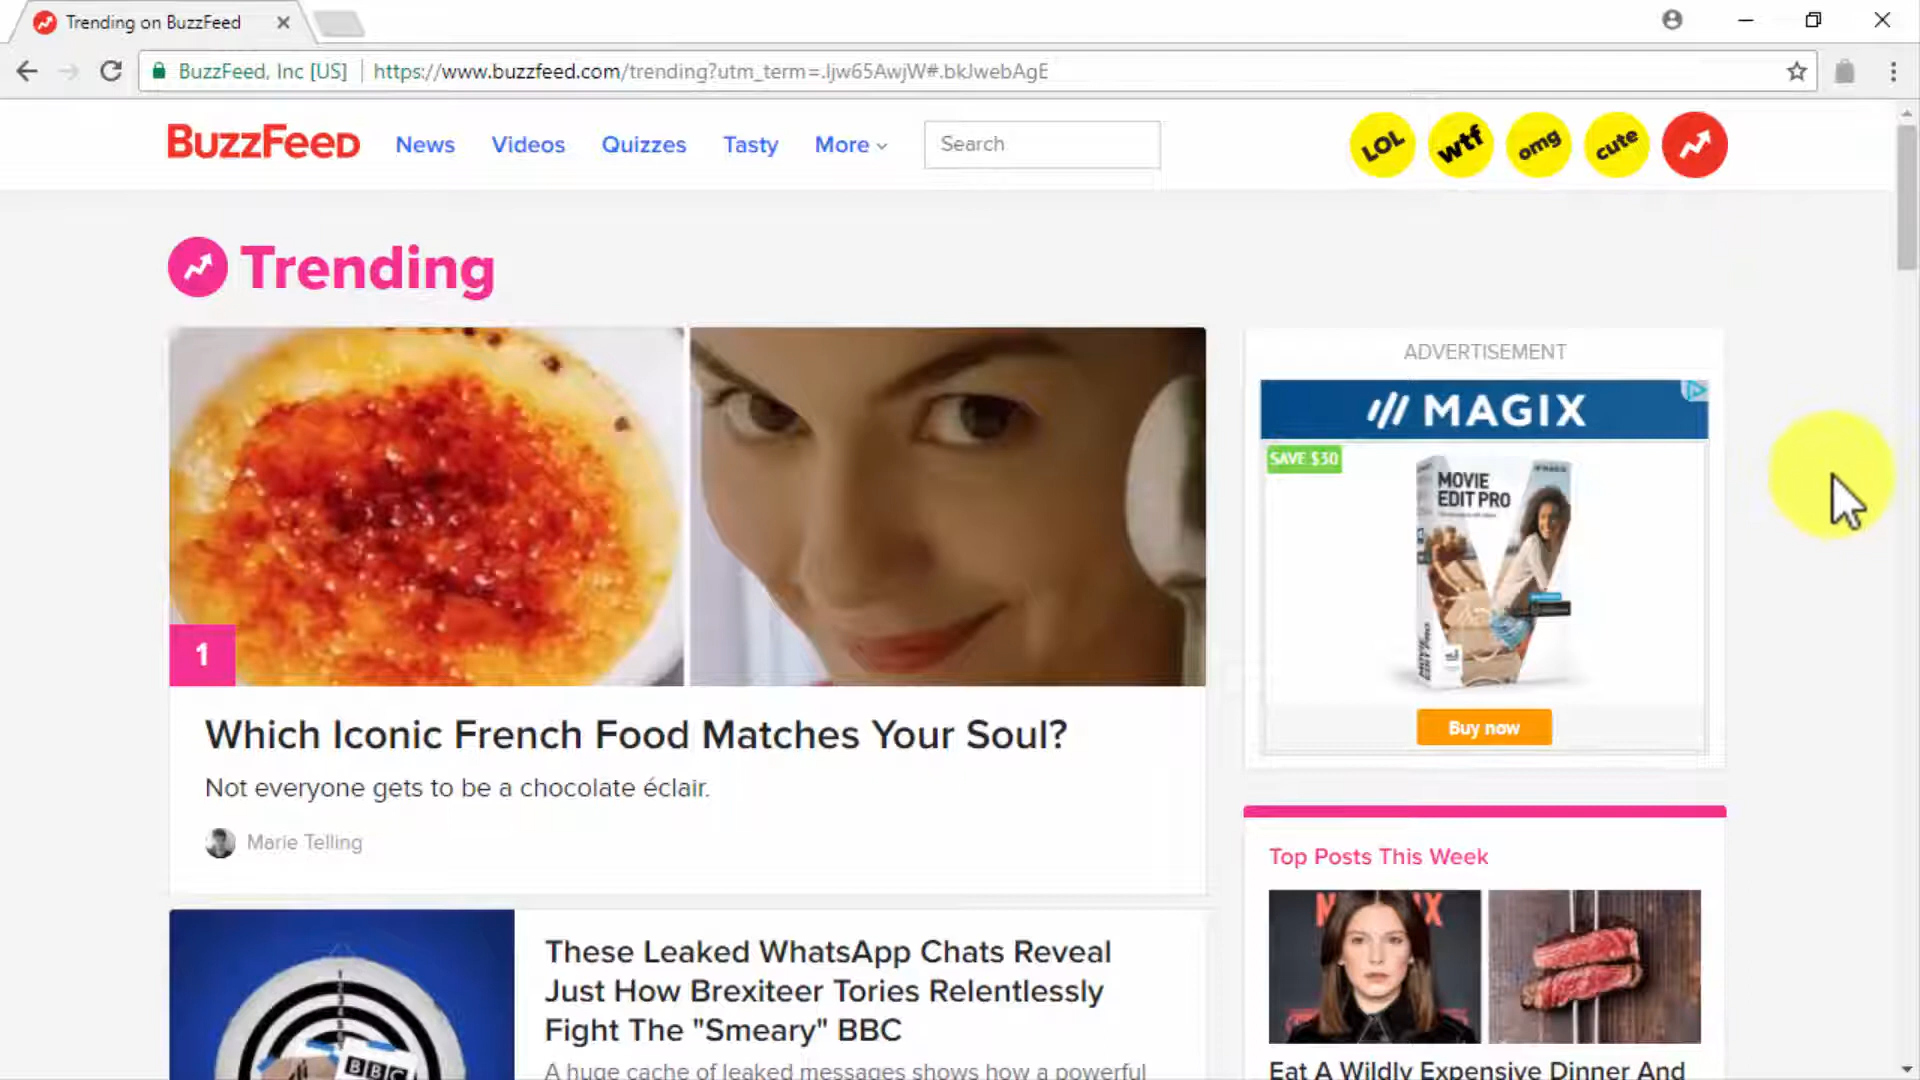 Trending on BuzzFeed
BuzzFeed, Inc [US] https://www.buzzfeed.com/trending?utm_term=.ljw65AwjW#.bkJwebAgE
BuzzFeed News Videos Quizzes Tasty More Search LOL wtf omg cute
Trending
1
Which Iconic French Food Matches Your Soul?
Not everyone gets to be a chocolate éclair.
Marie Telling
These Leaked WhatsApp Chats Reveal
Just How Brexiteer Tories Relentlessly
Fight The "Smeary" BBC
A huge cache of leaked messages shows how a powerful
BBC
ADVERTISEMENT
MAGIX
SAVE $30
MOVIE
EDIT PRO
MOVIE
EDIT PRO
Buy now
Top Posts This Week
Eat A Wildly Expensive Dinner And